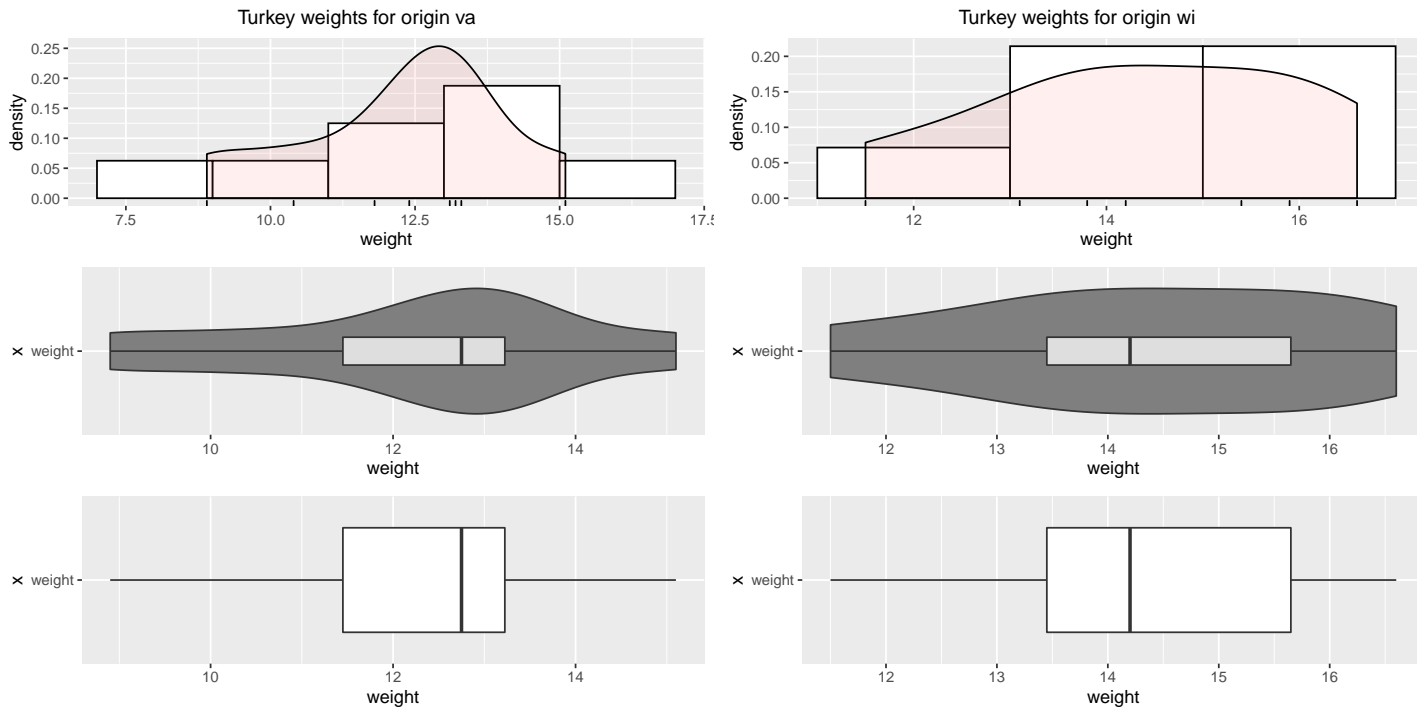 Turkey weights for origin va
density
0.25
0.20
0.15
0.10
0.05
0.00
7.5 10.0 12.5 15.0 17.5
weight
Turkey weights for origin wi
density
0.20
0.15
0.10
0.05
0.00
12 14 16
weight
x
weight
10 12 14
weight
x
weight
12 13 14 15 16
weight
x
weight
10 12 14
weight
x
weight
12 13 14 15 16
weight